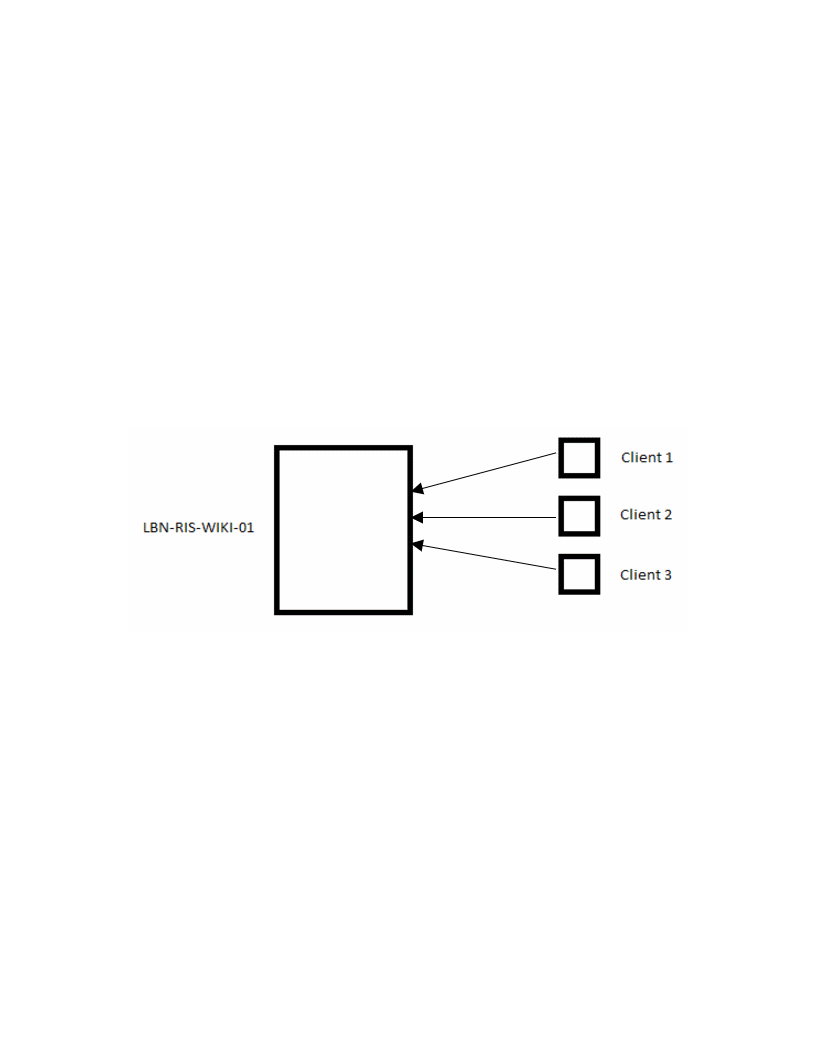 Client 1
Client 2
LBN-RIS-WIKI-01
Client 3